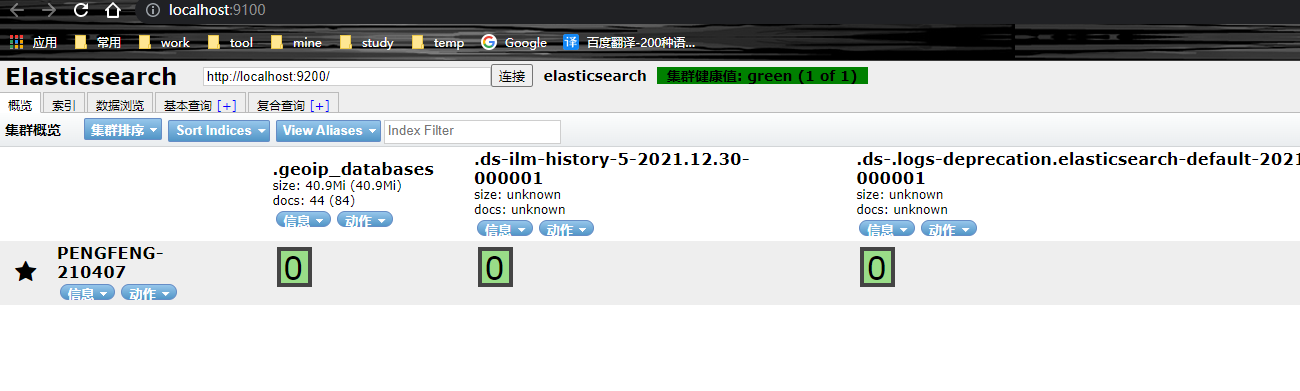 localhost:9100
应用 常用 work tool mine study temp Google 译 百度翻译-200种语...
Elasticsearch http://localhost:9200/ 连接 elasticsearch 集群健康值: green (1 of 1)
概览 索引 数据浏览 基本查询 [+] 复合查询 [+]
集群概览 集群排序 Sort Indices View Aliases Index Filter
.geoip_databases
size: 40.9Mi (40.9Mi)
docs: 44 (84)
信息 动作
.ds-ilm-history-5-2021.12.30-
000001
size: unknown
docs: unknown
信息 动作
.ds-.logs-deprecation.elasticsearch-default-2021
000001
size: unknown
docs: unknown
信息 动作
PENGFENG-
210407
信息 动作
0 0 0